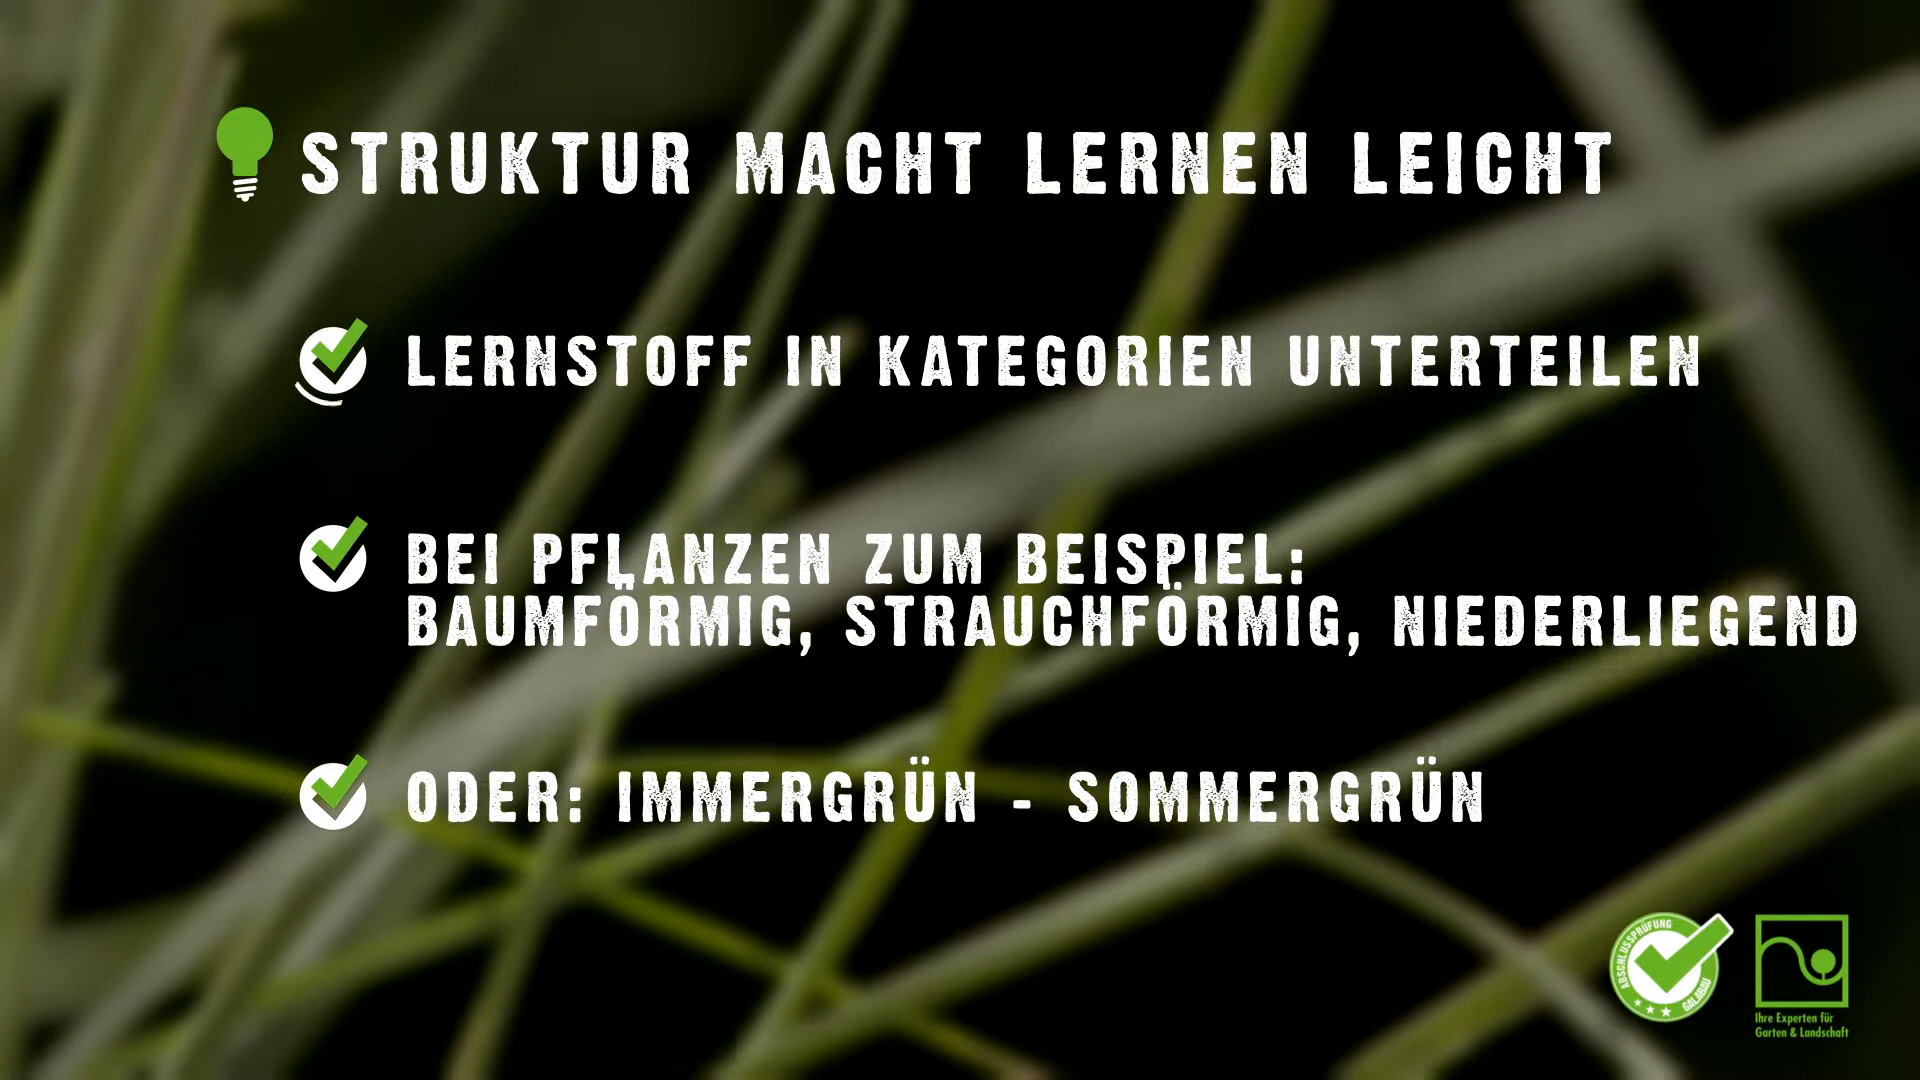 STRUKTUR MACHT LERNEN LEICHT
LERNSTOFF IN KATEGORIEN UNTERTEILEN
BEI PFLANZEN ZUM BEISPIEL:
BAUMFÖRMIG, STRAUCHFÖRMIG, NIEDERLIEGEND
ODER: IMMERGRÜN - SOMMERGRÜN
ABSCHLUSSPRÜFUNG
GALABAU
Ihre Experten für
Garten & Landschaft